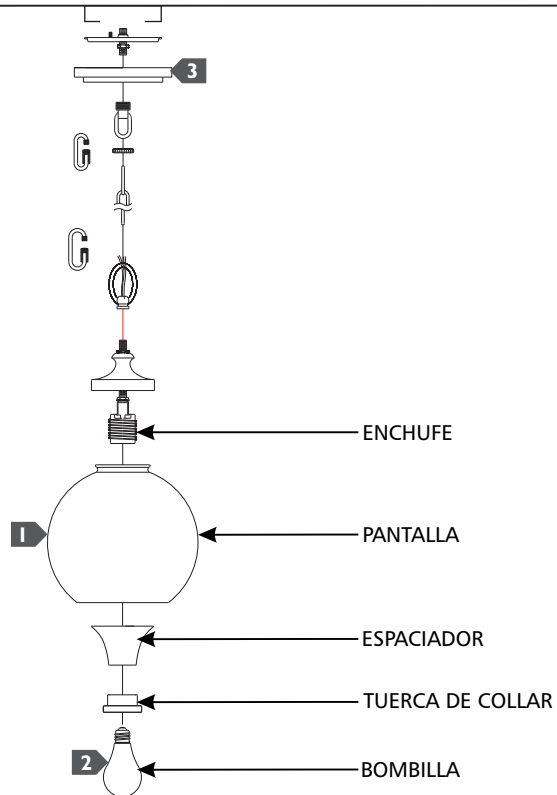 3
ENCHUFE
1
PANTALLA
ESPACIADOR
TUERCA DE COLLAR
2
BOMBILLA